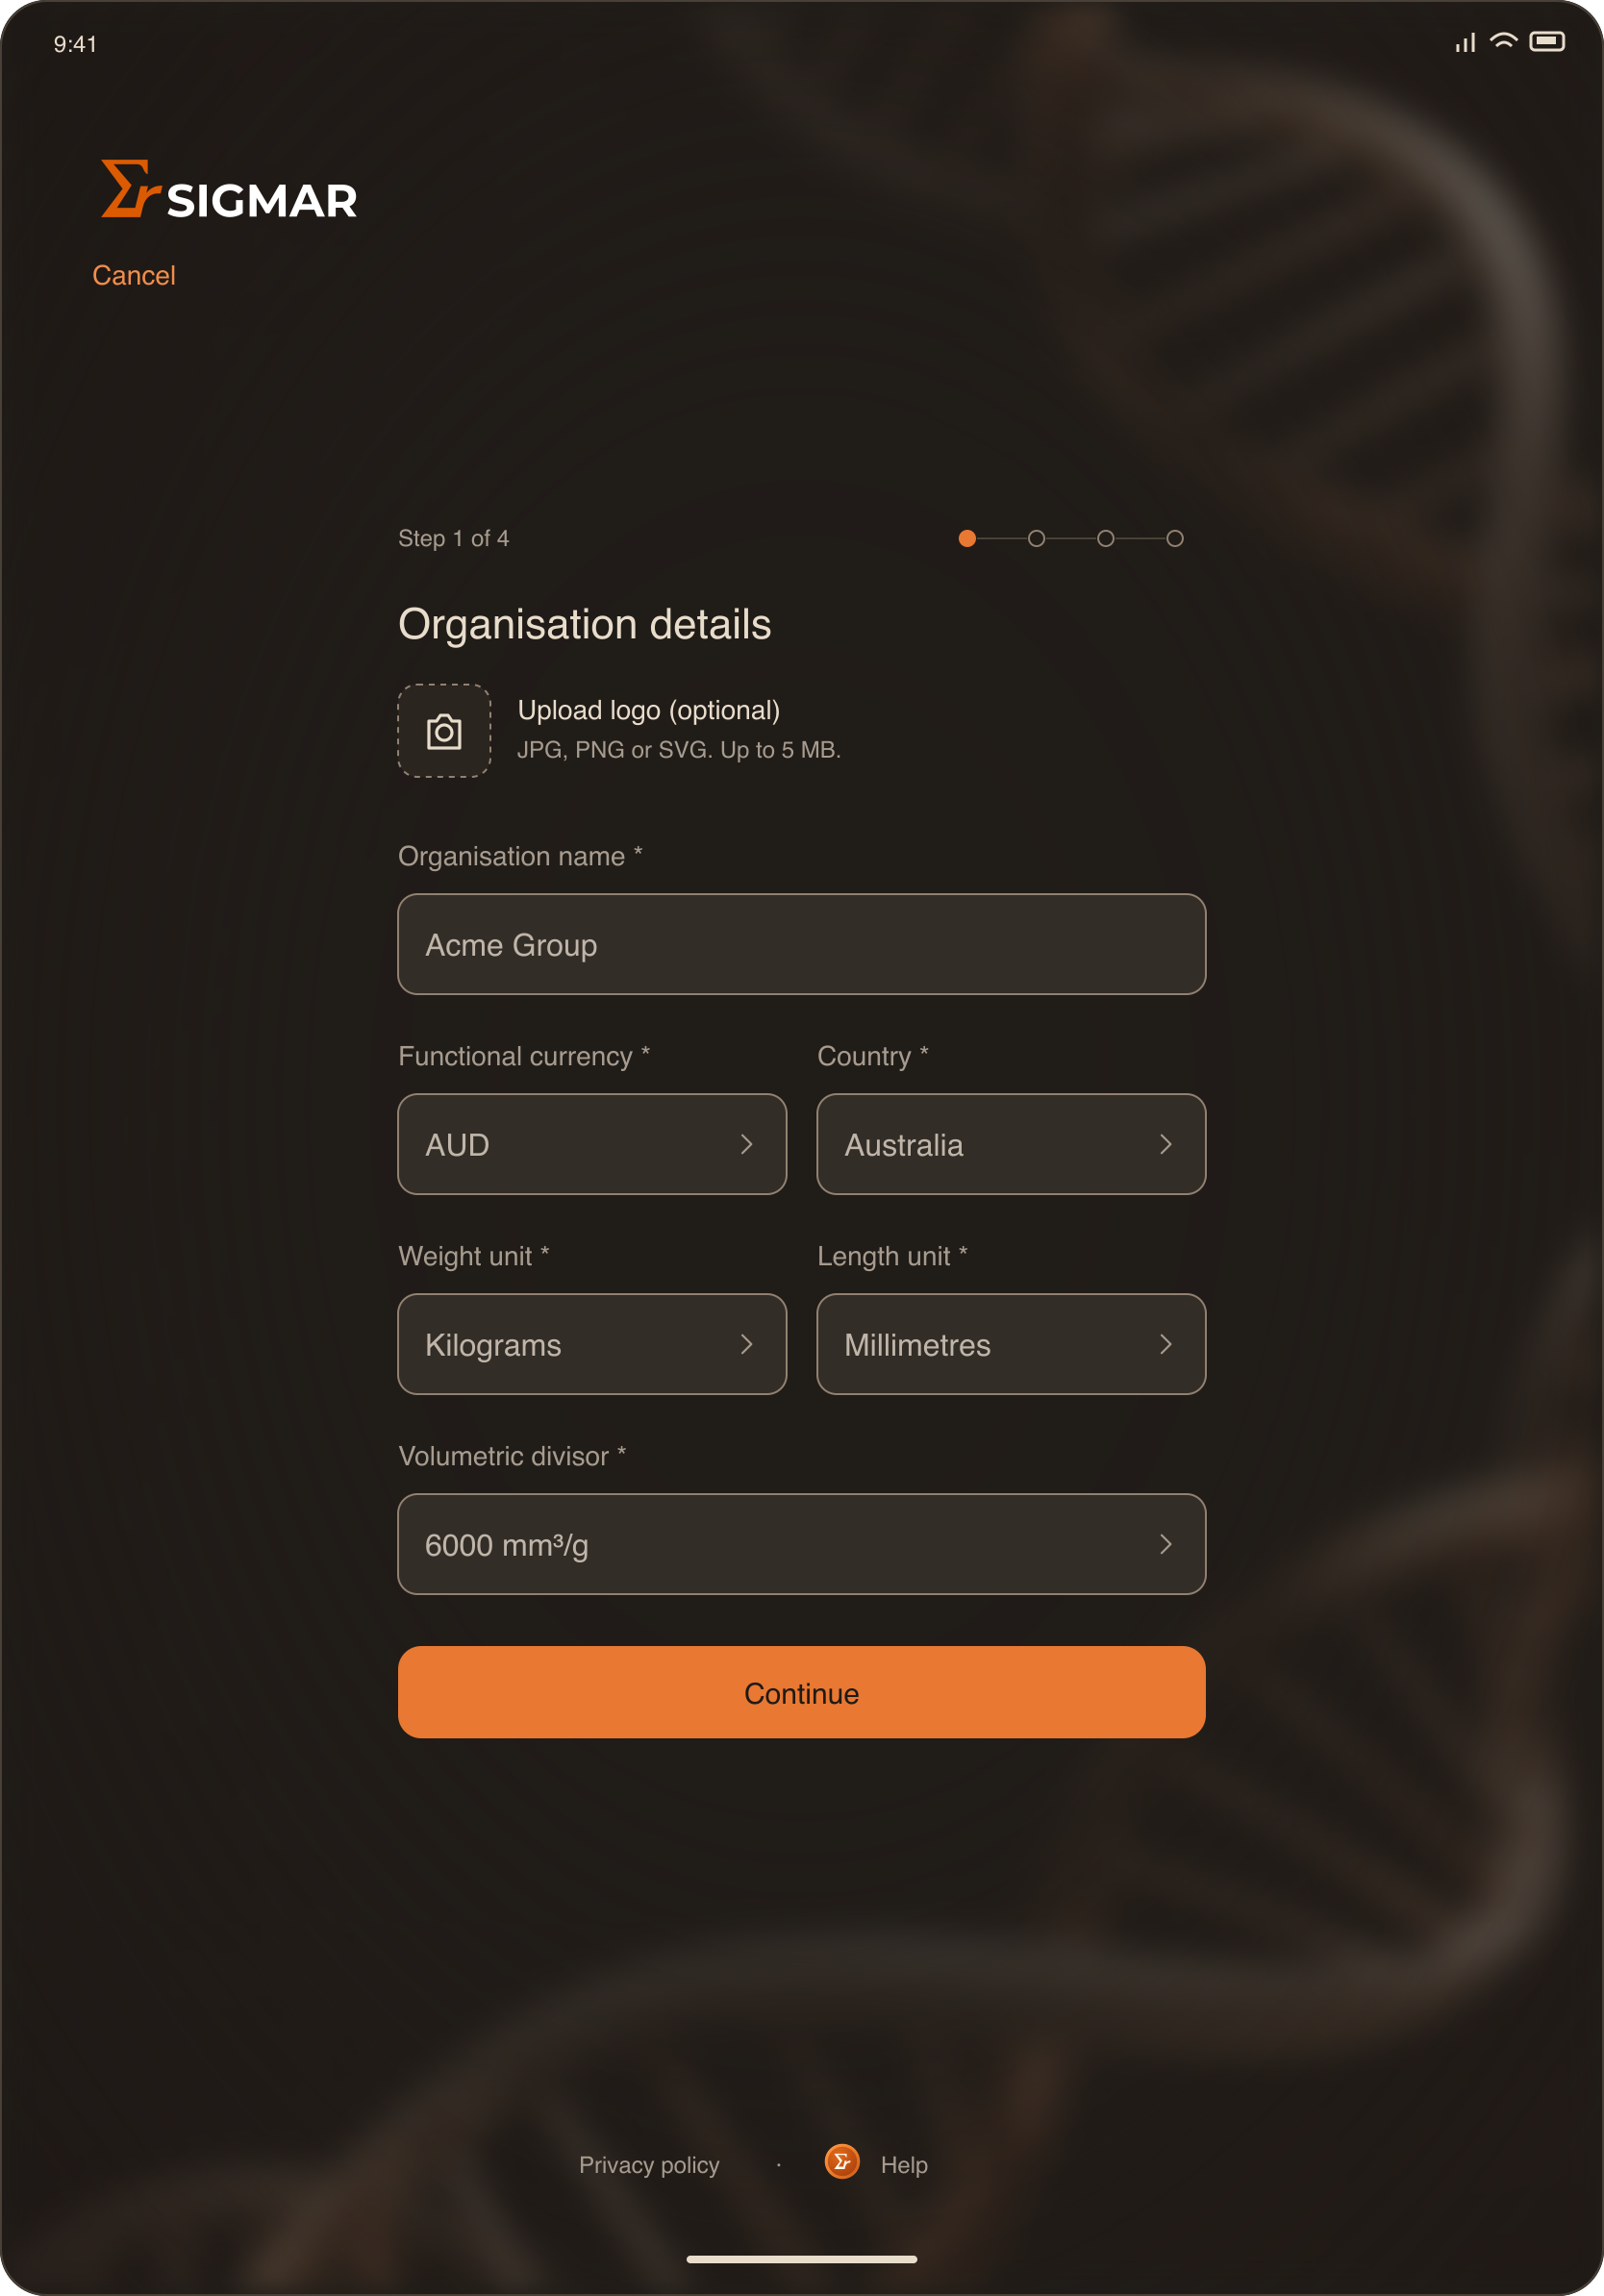 9:41
Σr SIGMAR
Cancel
Step 1 of 4
Organisation details
Upload logo (optional)
JPG, PNG or SVG. Up to 5 MB.
Organisation name *
Acme Group
Functional currency * Country *
AUD Australia
Weight unit * Length unit *
Kilograms Millimetres
Volumetric divisor *
6000 mm³/g
Continue
Privacy policy · Σr Help